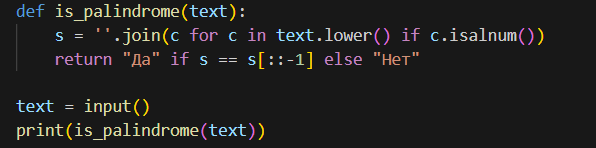 def is_palindrome(text):
    s = ''.join(c for c in text.lower() if c.isalnum())
    return "Да" if s == s[::-1] else "Нет"

text = input()
print(is_palindrome(text))